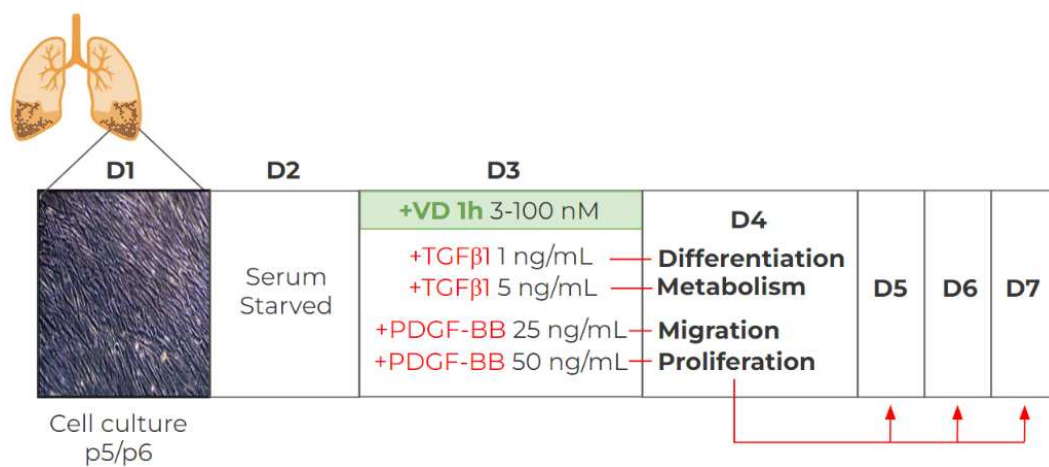 D1
D2
D3
+VD 1h 3-100 nM
D4
+TGFβ1 1 ng/mL Differentiation
+TGFβ1 5 ng/mL Metabolism
+PDGF-BB 25 ng/mL Migration
+PDGF-BB 50 ng/mL Proliferation
Serum
Starved
D5
D6
D7
Cell culture
p5/p6